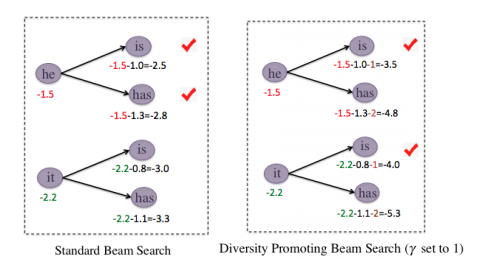 is
he
-1.5-1.0=-2.5
-1.5
has
-1.5-1.3=-2.8
is
it
-2.2-0.8=-3.0
-2.2
has
-2.2-1.1=-3.3
Standard Beam Search
is
he
-1.5-1.0-1=-3.5
-1.5
has
-1.5-1.3-2=-4.8
is
it
-2.2-0.8-1=-4.0
-2.2
has
-2.2-1.1-2=-5.3
Diversity Promoting Beam Search (γ set to 1)